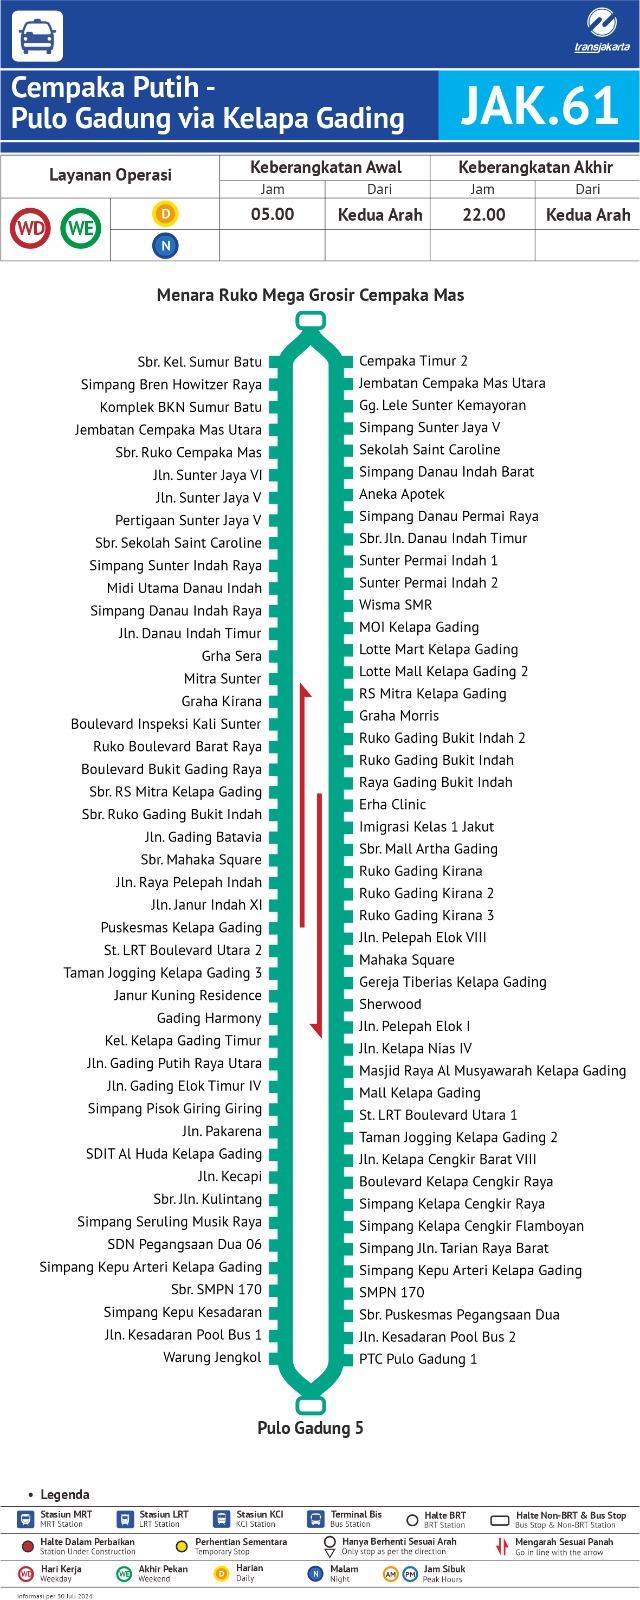 transjakarta
Cempaka Putih -
Pulo Gadung via Kelapa Gading
JAK.61
Layanan Operasi
Keberangkatan Awal
Keberangkatan Akhir
Jam
Dari
Jam
Dari
WD
WE
D
05.00
Kedua Arah
22.00
Kedua Arah
N
Menara Ruko Mega Grosir Cempaka Mas
Sbr. Kel. Sumur Batu
Simpang Bren Howitzer Raya
Komplek BKN Sumur Batu
Jembatan Cempaka Mas Utara
Sbr. Ruko Cempaka Mas
Jln. Sunter Jaya VI
Jln. Sunter Jaya V
Pertigaan Sunter Jaya V
Sbr. Sekolah Saint Caroline
Simpang Sunter Indah Raya
Midi Utama Danau Indah
Simpang Danau Indah Raya
Jln. Danau Indah Timur
Grha Sera
Mitra Sunter
Graha Kirana
Boulevard Inspeksi Kali Sunter
Ruko Boulevard Barat Raya
Boulevard Bukit Gading Raya
Sbr. RS Mitra Kelapa Gading
Sbr. Ruko Gading Bukit Indah
Jln. Gading Batavia
Sbr. Mahaka Square
Jln. Raya Pelepah Indah
Jln. Janur Indah XI
Puskesmas Kelapa Gading
St. LRT Boulevard Utara 2
Taman Jogging Kelapa Gading 3
Janur Kuning Residence
Gading Harmony
Kel. Kelapa Gading Timur
Jln. Gading Putih Raya Utara
Jln. Gading Elok Timur IV
Simpang Pisok Giring Giring
Jln. Pakarena
SDIT Al Huda Kelapa Gading
Jln. Kecapi
Sbr. Jln. Kulintang
Simpang Seruling Musik Raya
SDN Pegangsaan Dua 06
Simpang Kepu Arteri Kelapa Gading
Sbr. SMPN 170
Simpang Kepu Kesadaran
Jln. Kesadaran Pool Bus 1
Warung Jengkol
Cempaka Timur 2
Jembatan Cempaka Mas Utara
Gg. Lele Sunter Kemayoran
Simpang Sunter Jaya V
Sekolah Saint Caroline
Simpang Danau Indah Barat
Aneka Apotek
Simpang Danau Permai Raya
Sbr. Jln. Danau Indah Timur
Sunter Permai Indah 1
Sunter Permai Indah 2
Wisma SMR
MOI Kelapa Gading
Lotte Mart Kelapa Gading
Lotte Mall Kelapa Gading 2
RS Mitra Kelapa Gading
Graha Morris
Ruko Gading Bukit Indah 2
Ruko Gading Bukit Indah
Raya Gading Bukit Indah
Erha Clinic
Imigrasi Kelas 1 Jakut
Sbr. Mall Artha Gading
Ruko Gading Kirana
Ruko Gading Kirana 2
Ruko Gading Kirana 3
Jln. Pelepah Elok VIII
Mahaka Square
Gereja Tiberias Kelapa Gading
Sherwood
Jln. Pelepah Elok I
Jln. Kelapa Nias IV
Masjid Raya Al Musyawarah Kelapa Gading
Mall Kelapa Gading
St. LRT Boulevard Utara 1
Taman Jogging Kelapa Gading 2
Jln. Kelapa Cengkir Barat VIII
Boulevard Kelapa Cengkir Raya
Simpang Kelapa Cengkir Raya
Simpang Kelapa Cengkir Flamboyan
Simpang Jln. Tarian Raya Barat
Simpang Kepu Arteri Kelapa Gading
SMPN 170
Sbr. Puskesmas Pegangsaan Dua
Jln. Kesadaran Pool Bus 2
PTC Pulo Gadung 1
Pulo Gadung 5
• Legenda
Stasiun MRT
MRT Station
Stasiun LRT
LRT Station
Stasiun KCI
KCI Station
Terminal Bis
Bus Station
Halte BRT
BRT Station
Halte Non-BRT & Bus Stop
Bus Stop & Non-BRT Station
Halte Dalam Perbaikan
Station Under Construction
Perhentian Sementara
Temporary Stop
Hanya Berhenti Sesuai Arah
Only stop as per the direction
Mengarah Sesuai Panah
Go in line with the arrow
WD
Hari Kerja
Weekday
WE
Akhir Pekan
Weekend
D
Harian
Daily
N
Malam
Night
AM
PM
Jam Sibuk
Peak Hours
Informasi per 30 Juli 2024